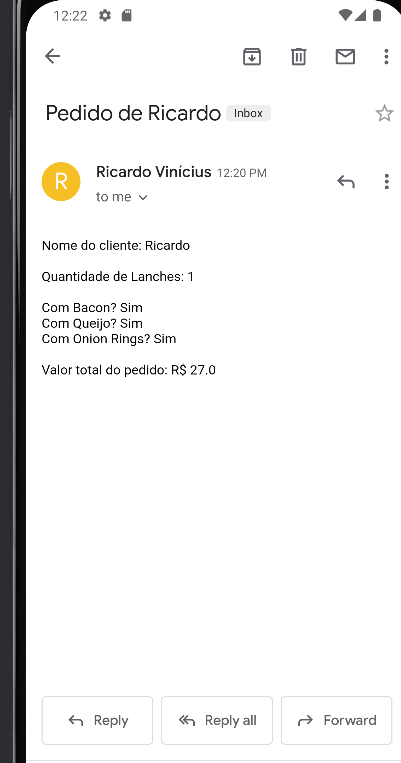 12:22
Pedido de Ricardo Inbox
R
Ricardo Vinícius 12:20 PM
to me
Nome do cliente: Ricardo
Quantidade de Lanches: 1
Com Bacon? Sim
Com Queijo? Sim
Com Onion Rings? Sim
Valor total do pedido: R$ 27.0
Reply Reply all Forward